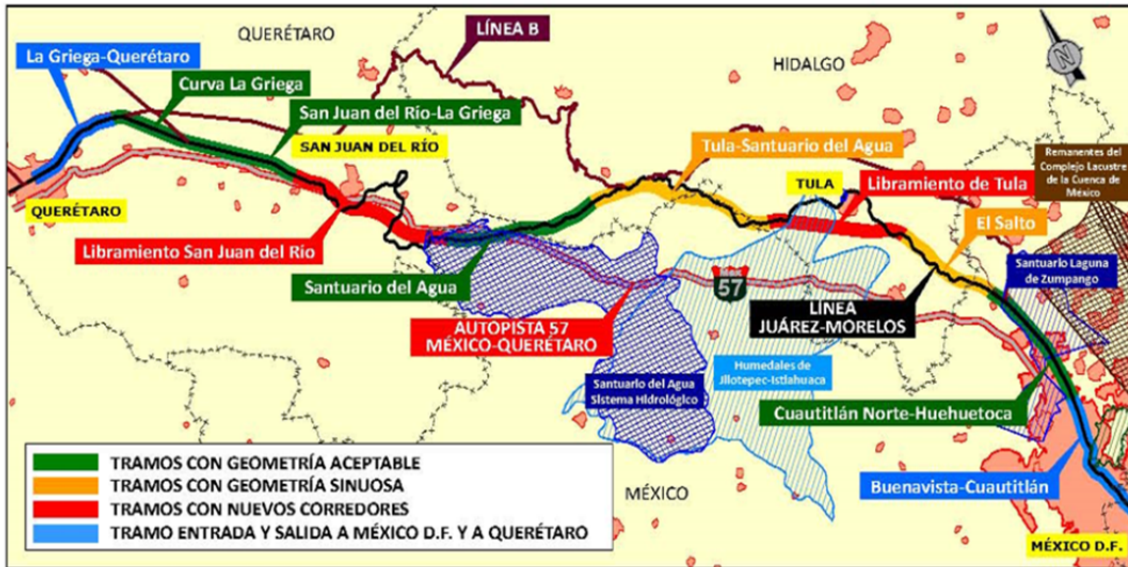 QUERÉTARO
LÍNEA B
HIDALGO
N
La Griega-Querétaro
Curva La Griega
San Juan del Río-La Griega
SAN JUAN DEL RÍO
Tula-Santuario del Agua
Remanentes del
Complejo Lacustre
de la Cuenca de
México
TULA
Libramiento de Tula
QUERÉTARO
El Salto
Libramiento San Juan del Río
Santuario Laguna
de Zumpango
Santuario del Agua
Mex
57
AUTOPISTA 57
MÉXICO-QUERÉTARO
LÍNEA
JUÁREZ-MORELOS
Santuario del Agua
Sistema Hidrológico
Humedales de
Jilotepec-Istlahuaca
Cuautitlán Norte-Huehuetoca
TRAMOS CON GEOMETRÍA ACEPTABLE
TRAMOS CON GEOMETRÍA SINUOSA
TRAMOS CON NUEVOS CORREDORES
TRAMO ENTRADA Y SALIDA A MÉXICO D.F. Y A QUERÉTARO
MÉXICO
Buenavista-Cuautitlán
MÉXICO D.F.